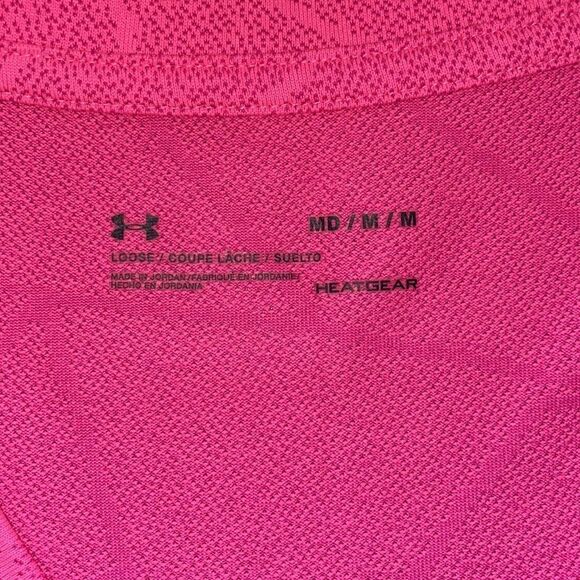 MD / M / M
LOOSE / COUPE LÂCHE / SUELTO
MADE IN JORDAN / FABRIQUÉ EN JORDANIE /
HECHO EN JORDANIA
HEATGEAR